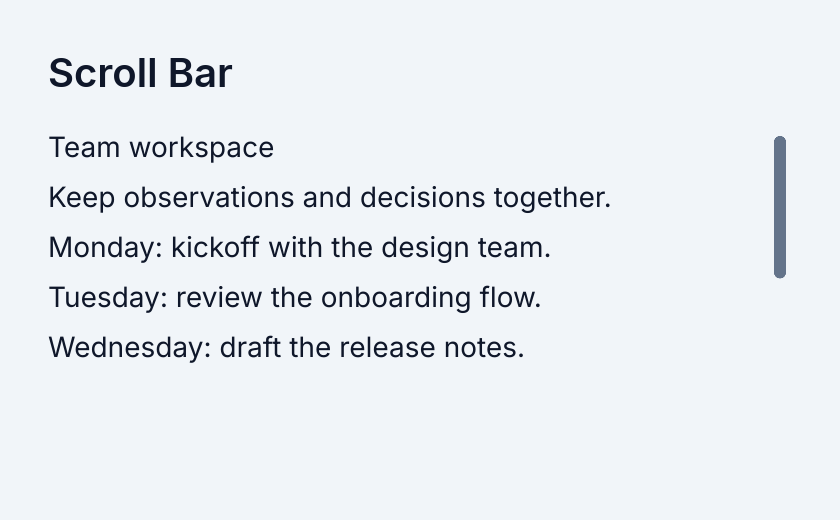 Scroll Bar
Team workspace
Keep observations and decisions together.
Monday: kickoff with the design team.
Tuesday: review the onboarding flow.
Wednesday: draft the release notes.